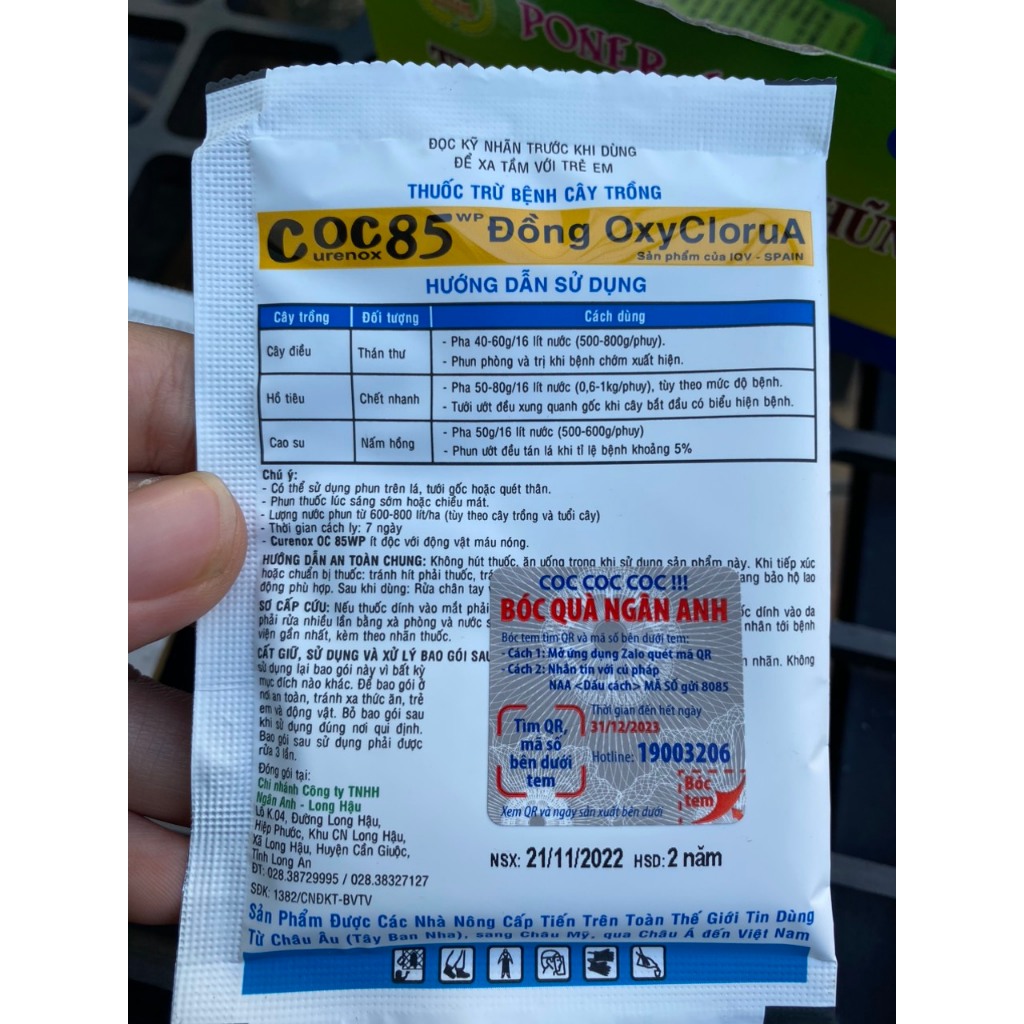 PONER
ĐỌC KỸ NHÃN TRƯỚC KHI DÙNG
ĐỂ XA TẦM VỚI TRẺ EM
THUỐC TRỪ BỆNH CÂY TRỒNG
Curenox OC85 WP Đồng OxyCloruA
Sản phẩm của IQV - SPAIN
HƯỚNG DẪN SỬ DỤNG
Cây trồng Đối tượng Cách dùng
Cây điều Thán thư - Pha 40-60g/16 lít nước (500-800g/phuy).
- Phun phòng và trị khi bệnh chớm xuất hiện.
Hồ tiêu Chết nhanh - Pha 50-80g/16 lít nước (0,6-1kg/phuy), tùy theo mức độ bệnh.
- Tưới ướt đều xung quanh gốc khi cây bắt đầu có biểu hiện bệnh.
Cao su Nấm hồng - Pha 50g/16 lít nước (500-600g/phuy)
- Phun ướt đều tán lá khi tỉ lệ bệnh khoảng 5%
Chú ý:
- Có thể sử dụng phun trên lá, tưới gốc hoặc quét thân.
- Phun thuốc lúc sáng sớm hoặc chiều mát.
- Lượng nước phun từ 600-800 lít/ha (tùy theo cây trồng và tuổi cây)
- Thời gian cách ly: 7 ngày
- Curenox OC 85WP ít độc với động vật máu nóng.
HƯỚNG DẪN AN TOÀN CHUNG: Không hút thuốc, ăn uống trong khi sử dụng sản phẩm này. Khi tiếp xúc
hoặc chuẩn bị thuốc: tránh hít phải thuốc, bảo hộ lao
động phù hợp. Sau khi dùng: Rửa chân tay
SƠ CẤP CỨU: Nếu thuốc dính vào mắt phải dính vào da
phải rửa nhiều lần bằng xà phòng và nước nhân tới bệnh
viện gần nhất, kèm theo nhãn thuốc.
CẤT GIỮ, SỬ DỤNG VÀ XỬ LÝ BAO GÓI SAU nhãn. Không
sử dụng lại bao gói này vì bất kỳ
mục đích nào khác. Để bao gói ở
nơi an toàn, tránh xa thức ăn, trẻ
em và động vật. Bỏ bao gói sau
khi sử dụng đúng nơi qui định.
Bao gói sau sử dụng phải được
rửa 3 lần.
COC COC COC !!!
BÓC QUÀ NGÂN ANH
Bóc tem tìm QR và mã số bên dưới tem:
- Cách 1: Mở ứng dụng Zalo quét mã QR
- Cách 2: Nhắn tin với cú pháp
NAA <Dấu cách> MÃ SỐ gửi 8085
Thời gian đến hết ngày
31/12/2023
Hotline: 19003206
Tìm QR,
mã số
bên dưới
tem
Bóc
tem
Xem QR và ngày sản xuất bên dưới
Đóng gói tại:
Chi nhánh Công ty TNHH
Ngân Anh - Long Hậu
Lô K.04, Đường Long Hậu,
Hiệp Phước, Khu CN Long Hậu,
Xã Long Hậu, Huyện Cần Giuộc,
Tỉnh Long An
ĐT: 028.38729995 / 028.38327127
SĐK: 1382/CNĐKT-BVTV
NSX: 21/11/2022 HSD: 2 năm
Sản Phẩm Được Các Nhà Nông Cấp Tiến Trên Toàn Thế Giới Tin Dùng
Từ Châu Âu (Tây Ban Nha), sang Châu Mỹ, qua Châu Á đến Việt Nam